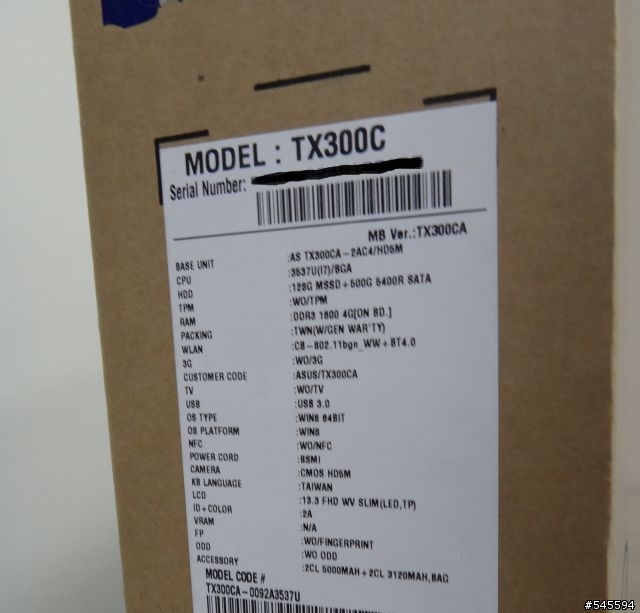 MODEL : TX300C
Serial Number:
MB Ver.:TX300CA
BASE UNIT :AS TX300CA-2AC4/HD5M
CPU :3537U(I7)/BGA
HDD :128G MSSD+500G 5400R SATA
TPM :WO/TPM
RAM :DDR3 1600 4G[ON BD.]
PACKING :TWN(W/GEN WAR'TY)
WLAN :CB-802.11bgn_WW+BT4.0
3G :WO/3G
CUSTOMER CODE :ASUS/TX300CA
TV :WO/TV
USB :USB 3.0
OS TYPE :WIN8 64BIT
OS PLATFORM :WIN8
NFC :WO/NFC
POWER CORD :BSMI
CAMERA :CMOS HD5M
KB LANGUAGE :TAIWAN
LCD :13.3 FHD WV SLIM(LED,TP)
ID+COLOR :2A
VRAM :N/A
FP :WO/FINGERPRINT
ODD :WO ODD
ACCESSORY :2CL 5000MAH+2CL 3120MAH,BAG
MODEL CODE #
TX300CA-0092A3537U
#545594